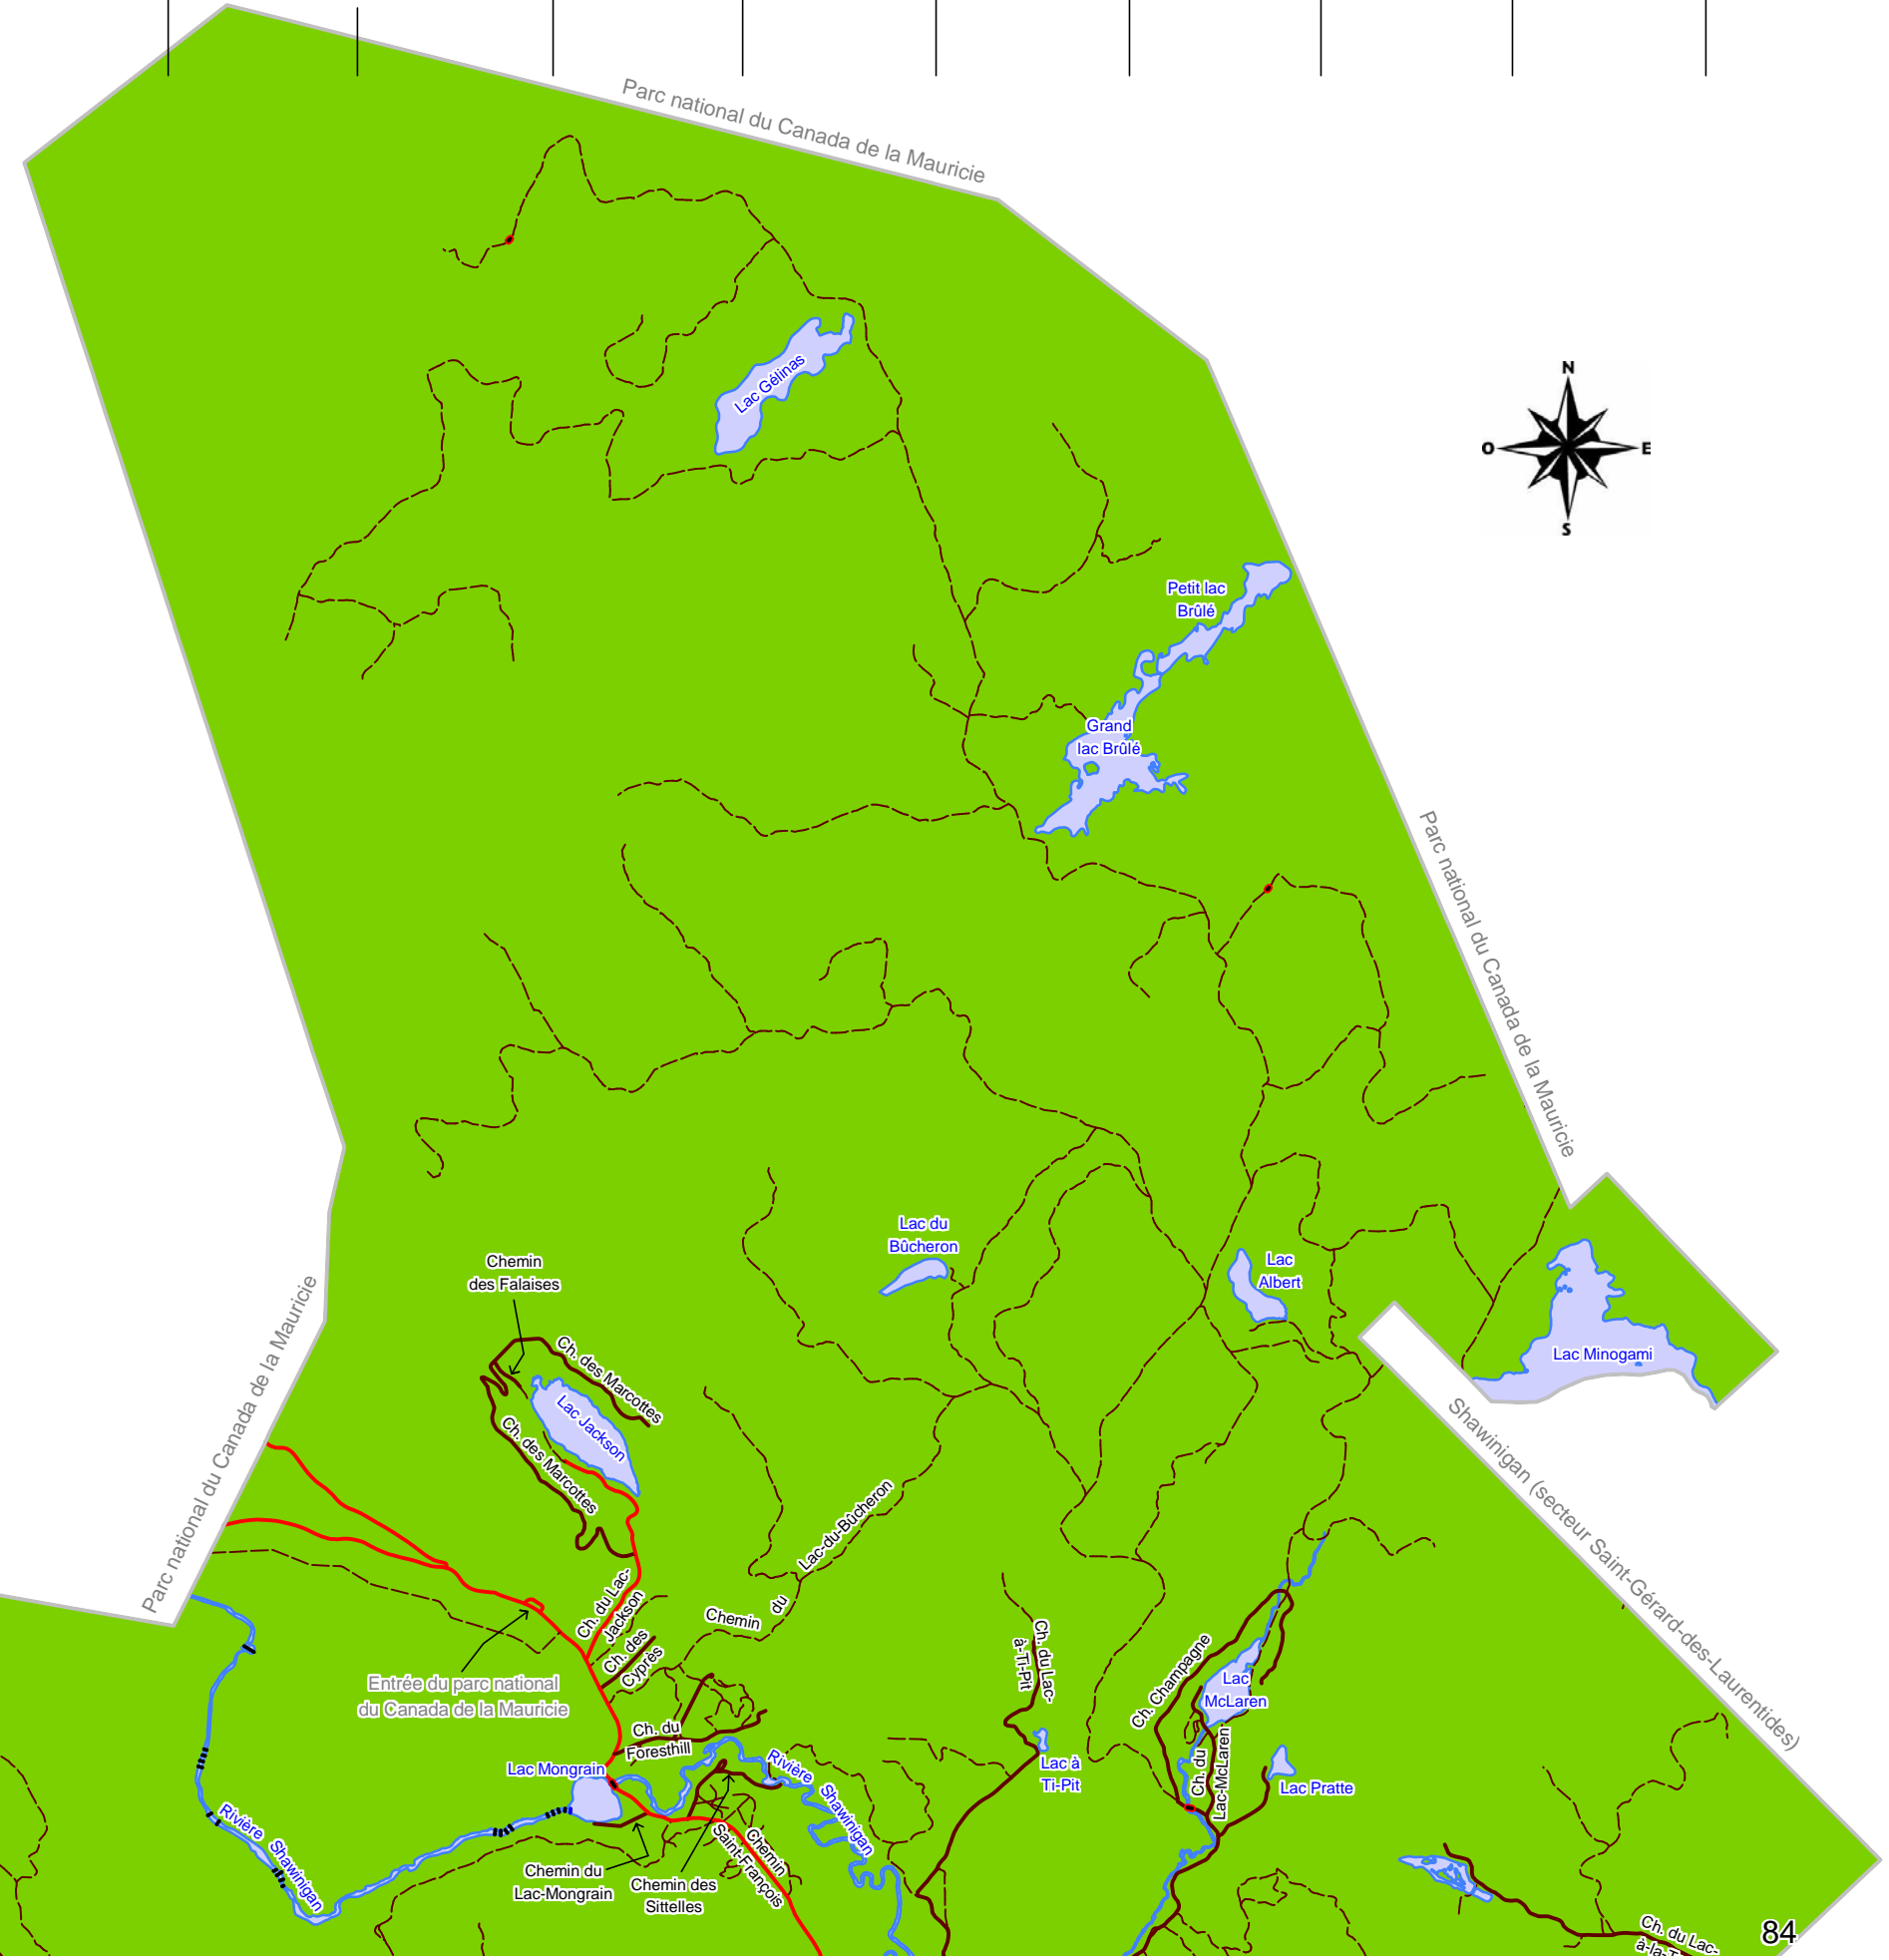 Parc national du Canada de la Mauricie
Lac Gélinas
N
O
E
S
Petit lac
Brûlé
Grand
lac Brûlé
Parc national du Canada de la Mauricie
Lac du
Bûcheron
Lac
Albert
Lac Minogami
Chemin
des Falaises
Ch. des Marcottes
Lac Jackson
Ch. des Marcottes
Parc national du Canada de la Mauricie
Shawinigan (secteur Saint-Gérard-des-Laurentides)
Chemin du Lac-du-Bûcheron
Ch. du Lac-
Jackson
Ch. des
Cyprès
Entrée du parc national
du Canada de la Mauricie
Ch. du Lac-
à-Ti-Pit
Ch. Champagne
Lac
McLaren
Ch. du
Lac-McLaren
Ch. du
Foresthill
Lac Mongrain
Rivière Shawinigan
Lac à
Ti-Pit
Lac Pratte
Rivière Shawinigan
Chemin
Saint-François
Chemin du
Lac-Mongrain
Chemin des
Sittelles
Ch. du Lac-
84